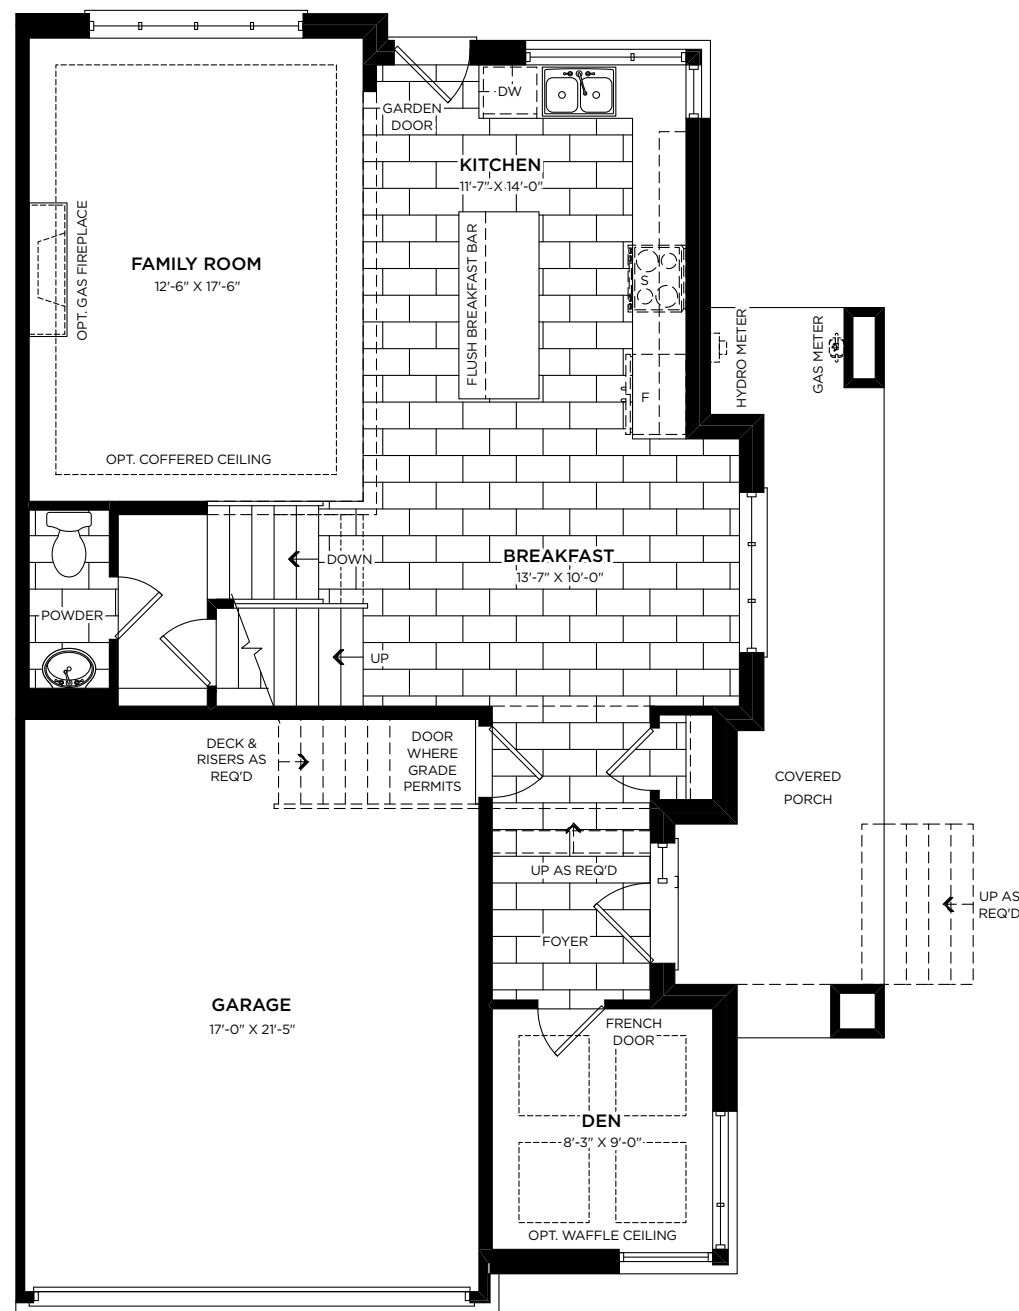 GARDEN
DOOR
DW
KITCHEN
11'-7" X 14'-0"
OPT. GAS FIREPLACE
FAMILY ROOM
12'-6" X 17'-6"
FLUSH BREAKFAST BAR
S
F
HYDRO METER
GAS METER
OPT. COFFERED CEILING
DOWN
BREAKFAST
13'-7" X 10'-0"
POWDER
UP
DECK &
RISERS AS
REQ'D
DOOR
WHERE
GRADE
PERMITS
COVERED
PORCH
UP AS REQ'D
UP AS
REQ'D
FOYER
GARAGE
17'-0" X 21'-5"
FRENCH
DOOR
DEN
8'-3" X 9'-0"
OPT. WAFFLE CEILING